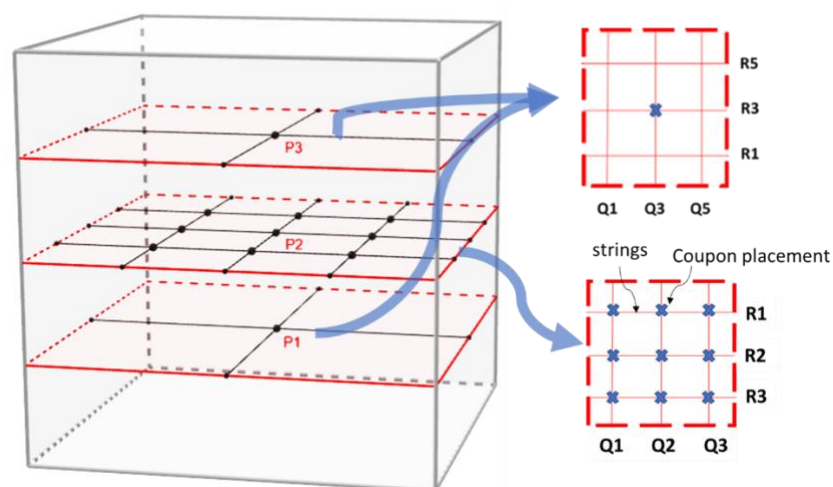 P3
P2
P1
R5
R3
R1
Q1 Q3 Q5
strings Coupon placement
R1
R2
R3
Q1 Q2 Q3